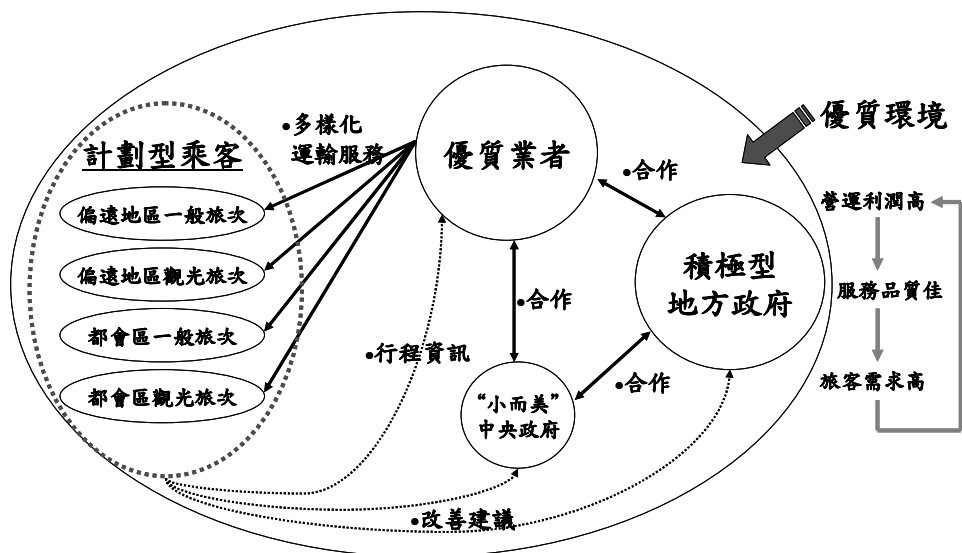 計劃型乘客
偏遠地區一般旅次
偏遠地區觀光旅次
都會區一般旅次
都會區觀光旅次
•多樣化
運輸服務
優質業者
•合作
•合作
•行程資訊
“小而美”
中央政府
•合作
積極型
地方政府
•改善建議
優質環境
營運利潤高
服務品質佳
旅客需求高